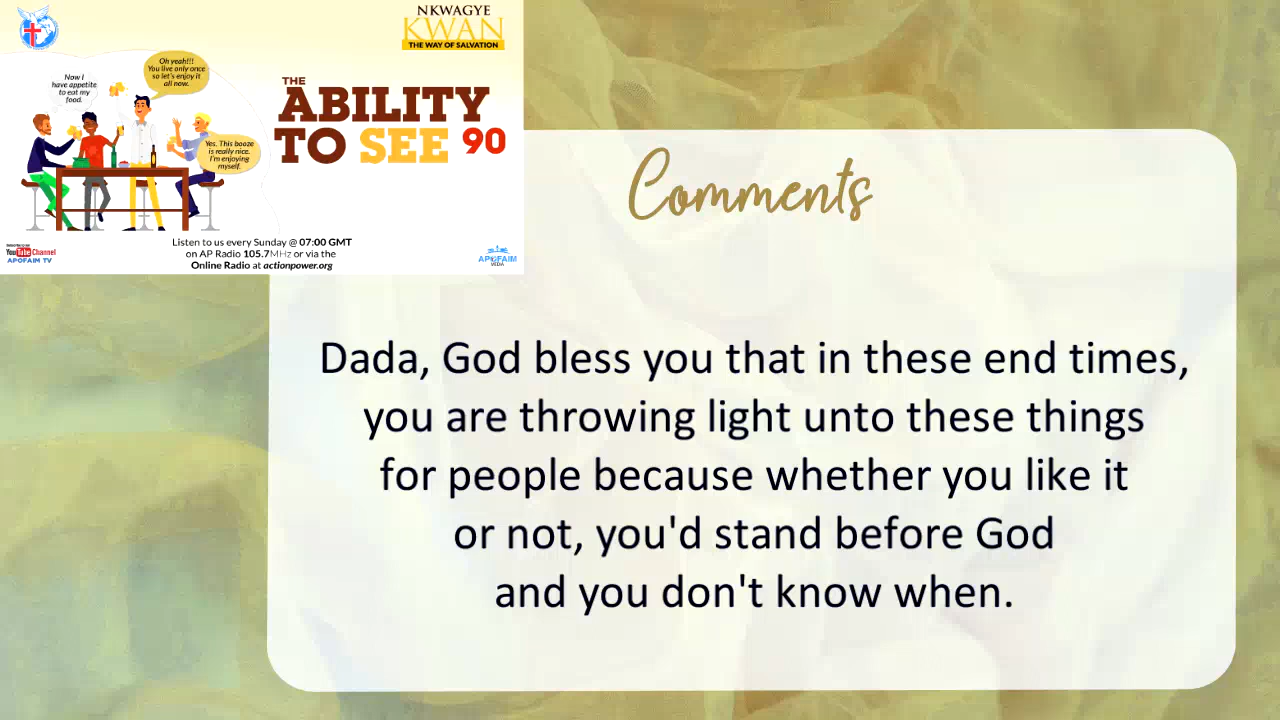 NKWAGYE
KWAN
THE WAY OF SALVATION
Oh yeah!!!
You live only once
so let's enjoy it
all now.
Now I
have appetite
to eat my
food.
Yes. This booze
is really nice.
I'm enjoying
myself.
THE
ABILITY
TO SEE 90
Listen to us every Sunday @ 07:00 GMT
on AP Radio 105.7MHz or via the
Online Radio at actionpower.org
YouTube Channel
APOFAIM TV
APOFAIM
MEDIA
Comments
Dada, God bless you that in these end times,
you are throwing light unto these things
for people because whether you like it
or not, you'd stand before God
and you don't know when.